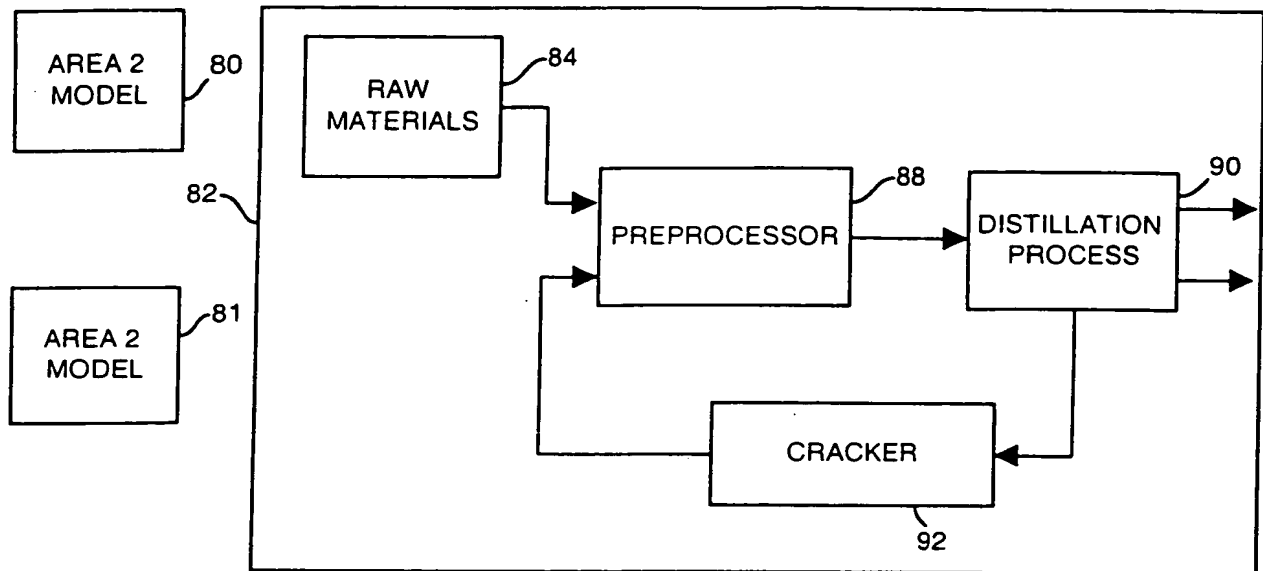 AREA 2
MODEL
80
RAW
MATERIALS
84
82
PREPROCESSOR
88
DISTILLATION
PROCESS
90
AREA 2
MODEL
81
CRACKER
92